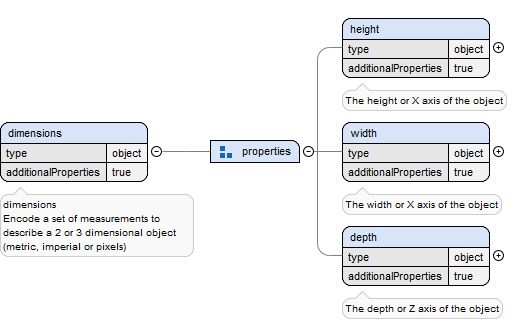 height
type object
additionalProperties true
The height or X axis of the object
dimensions
type object
additionalProperties true
dimensions
Encode a set of measurements to
describe a 2 or 3 dimensional object
(metric, imperial or pixels)
properties
width
type object
additionalProperties true
The width or X axis of the object
depth
type object
additionalProperties true
The depth or Z axis of the object